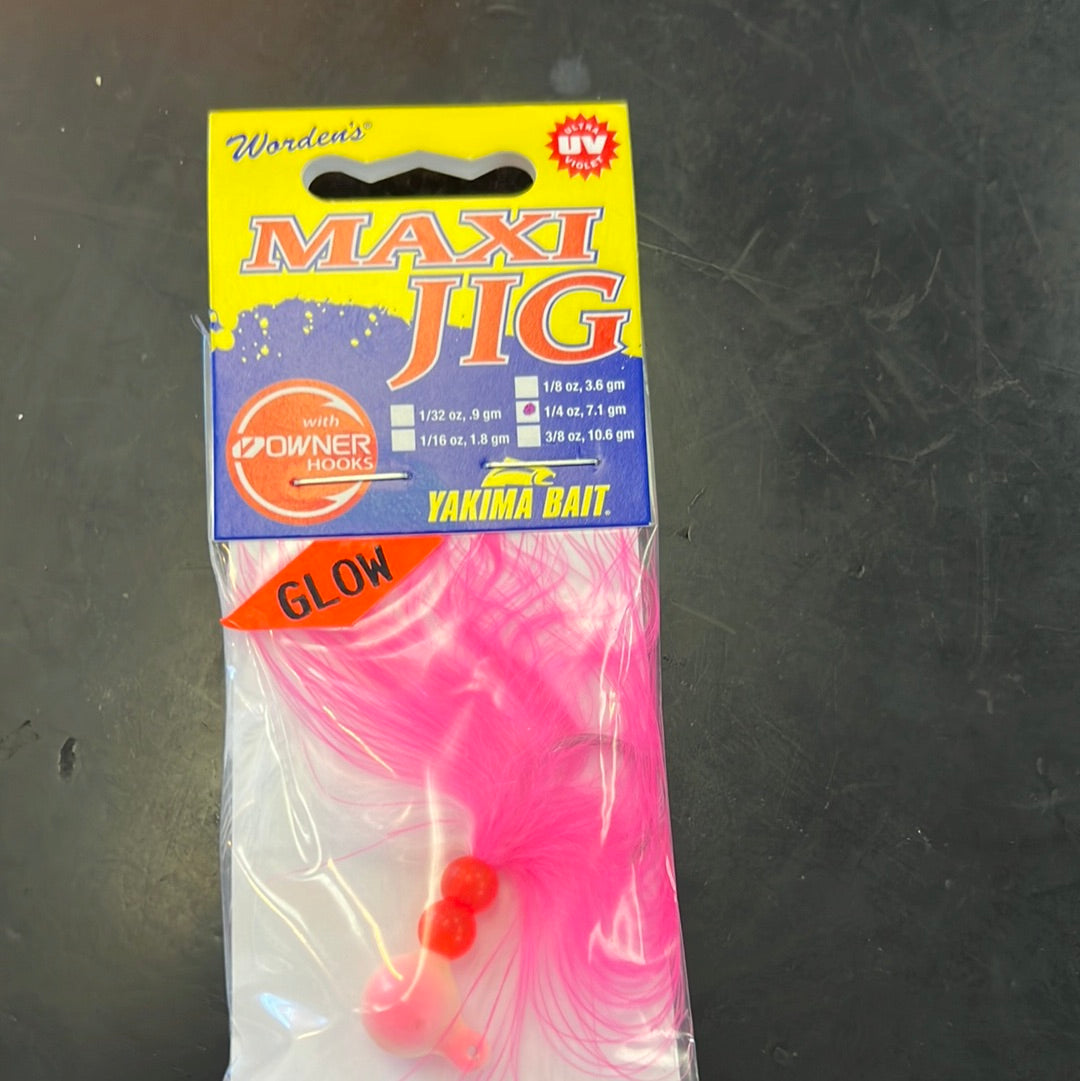 Worden's®
ULTRA
UV
VIOLET
MAXI
JIG
with
OWNER
HOOKS
1/32 oz, .9 gm
1/16 oz, 1.8 gm
1/8 oz, 3.6 gm
1/4 oz, 7.1 gm
3/8 oz, 10.6 gm
YAKIMA BAIT
GLOW